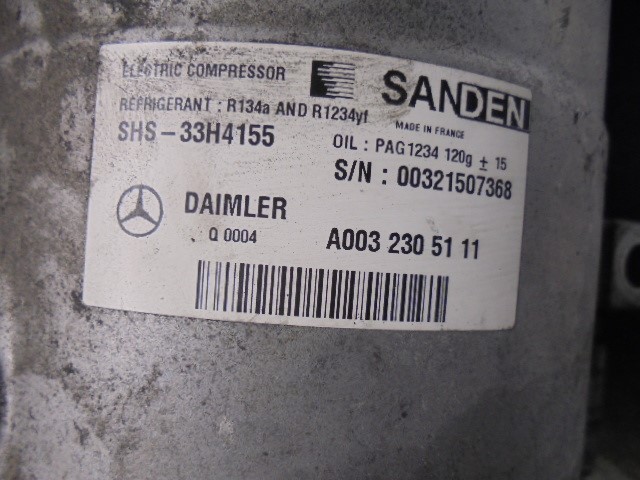 ELECTRIC COMPRESSOR
SANDEN
REFRIGERANT : R134a AND R1234yf
MADE IN FRANCE
SHS-33H4155
OIL : PAG1234 120g ± 15
S/N : 00321507368
DAIMLER
Q 0004
A003 230 51 11